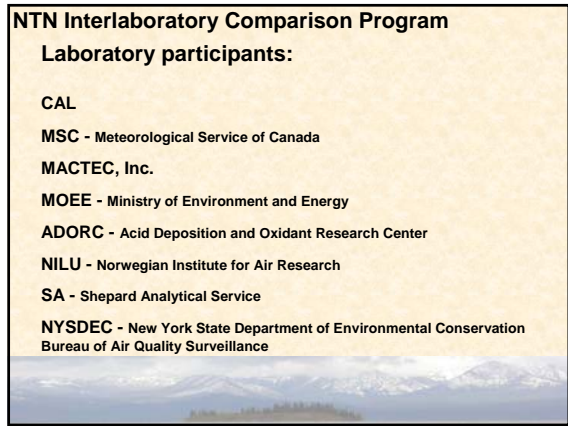 NTN Interlaboratory Comparison Program
Laboratory participants:
CAL
MSC - Meteorological Service of Canada
MACTEC, Inc.
MOEE - Ministry of Environment and Energy
ADORC - Acid Deposition and Oxidant Research Center
NILU - Norwegian Institute for Air Research
SA - Shepard Analytical Service
NYSDEC - New York State Department of Environmental Conservation
Bureau of Air Quality Surveillance